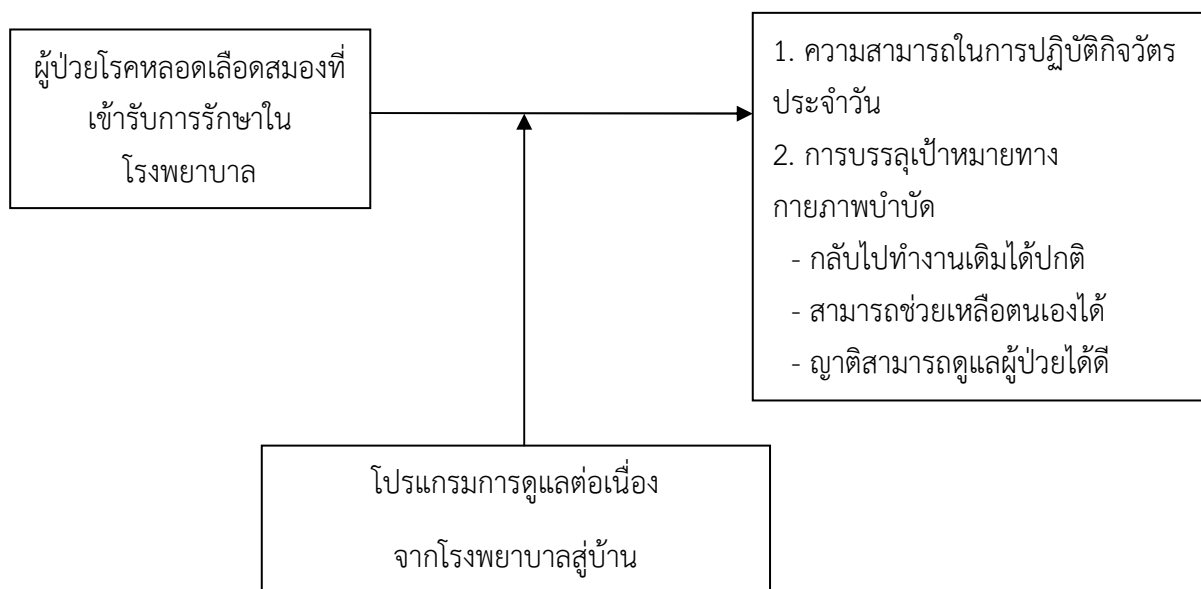 ผู้ป่วยโรคหลอดเลือดสมองที่
เข้ารับการรักษาใน
โรงพยาบาล
1. ความสามารถในการปฏิบัติกิจวัตร
ประจำวัน
2. การบรรลุเป้าหมายทาง
กายภาพบำบัด
- กลับไปทำงานเดิมได้ปกติ
- สามารถช่วยเหลือตนเองได้
- ญาติสามารถดูแลผู้ป่วยได้ดี
โปรแกรมการดูแลต่อเนื่อง
จากโรงพยาบาลสู่บ้าน